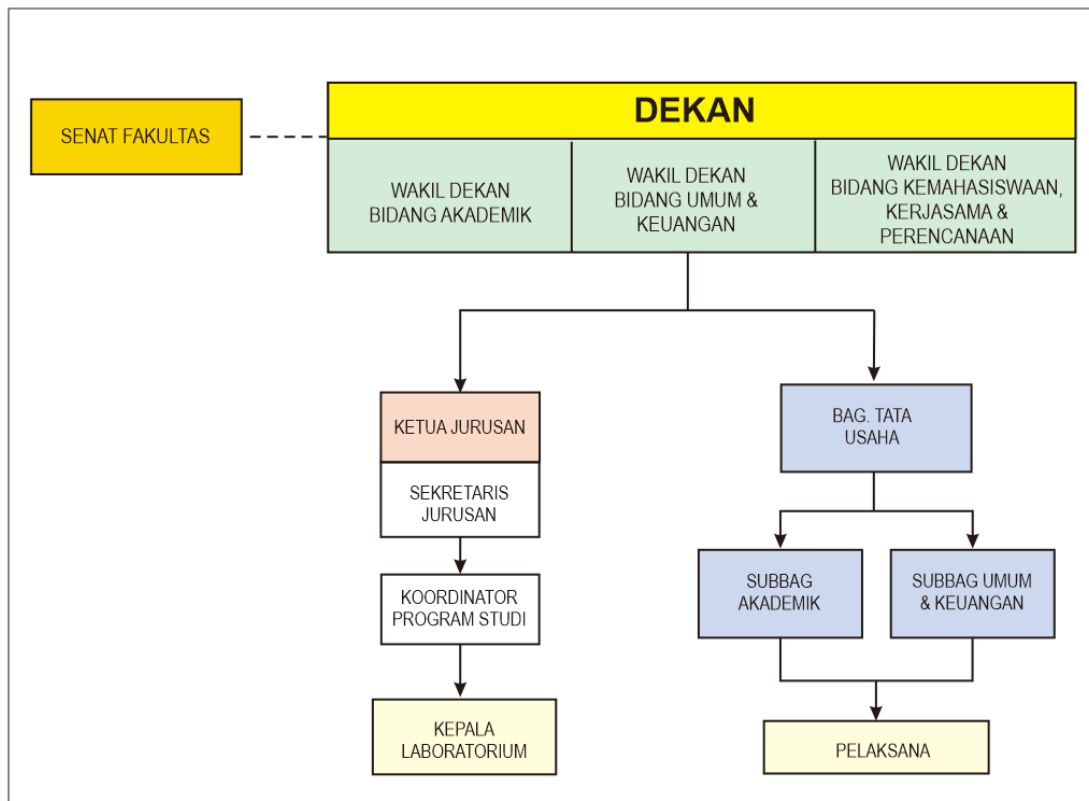 DEKAN
SENAT FAKULTAS
WAKIL DEKAN
BIDANG AKADEMIK
WAKIL DEKAN
BIDANG UMUM &
KEUANGAN
WAKIL DEKAN
BIDANG KEMAHASISWAAN,
KERJASAMA &
PERENCANAAN
KETUA JURUSAN
SEKRETARIS
JURUSAN
KOORDINATOR
PROGRAM STUDI
KEPALA
LABORATORIUM
BAG. TATA
USAHA
SUBBAG
AKADEMIK
SUBBAG UMUM
& KEUANGAN
PELAKSANA